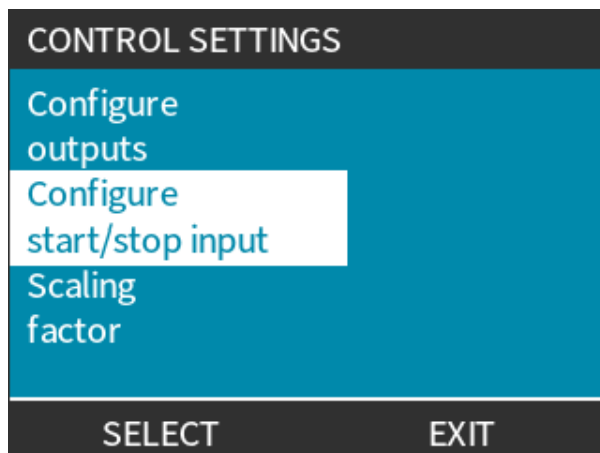 CONTROL SETTINGS
Configure
outputs
Configure
start/stop input
Scaling
factor
SELECT EXIT